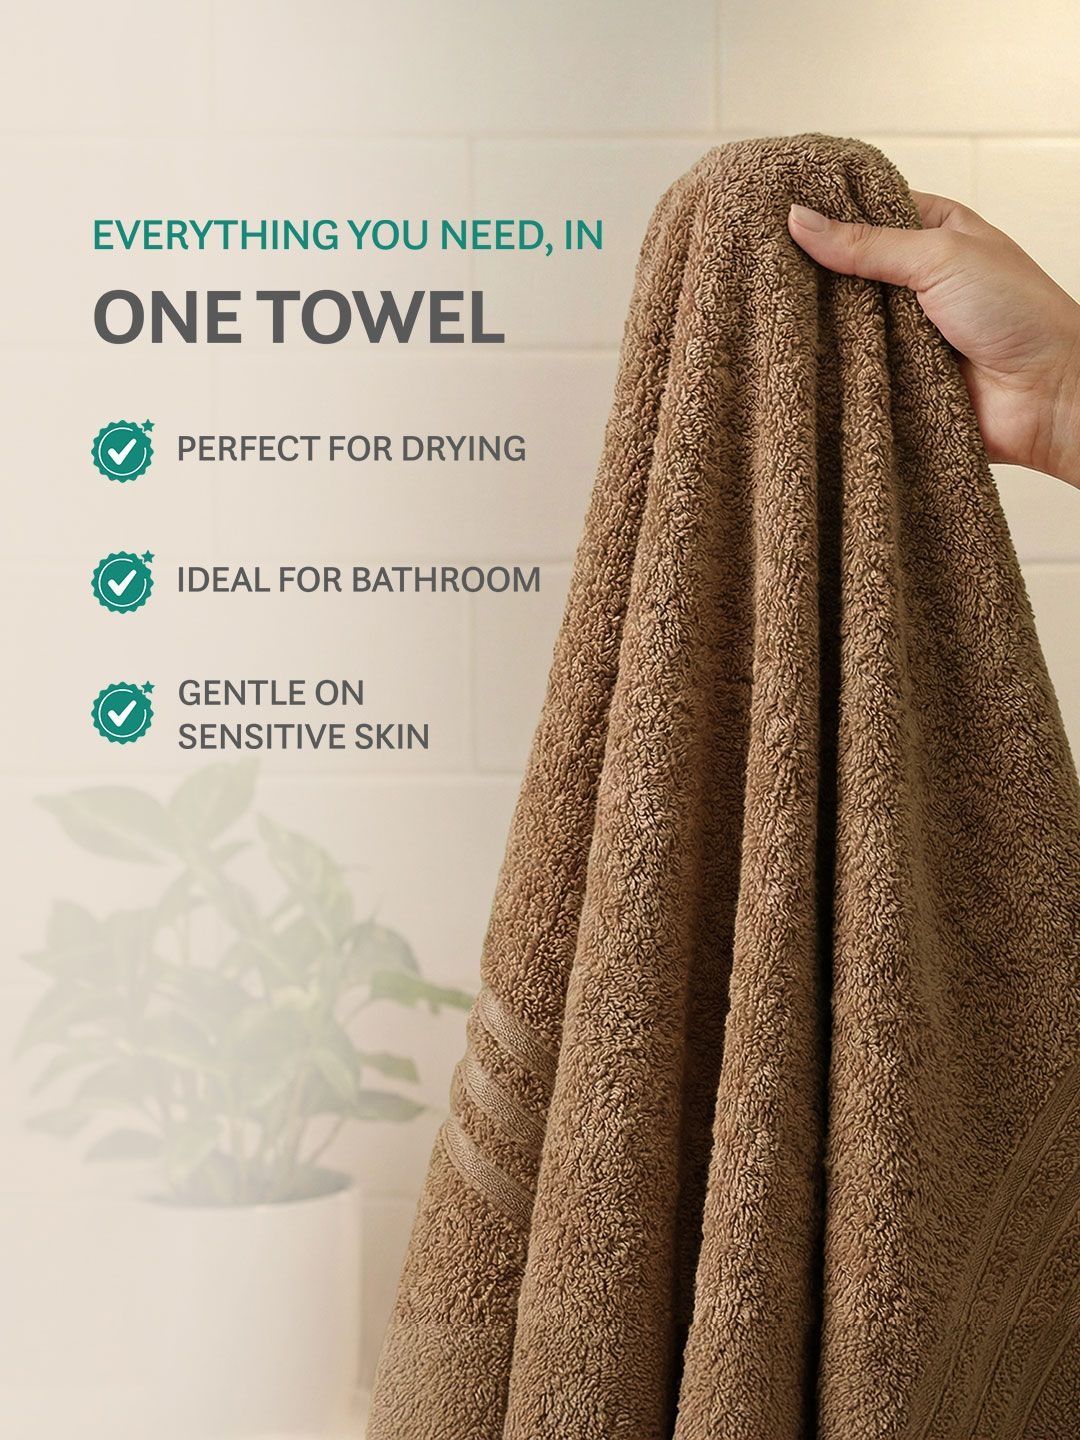 EVERYTHING YOU NEED, IN
ONE TOWEL
PERFECT FOR DRYING
IDEAL FOR BATHROOM
GENTLE ON
SENSITIVE SKIN